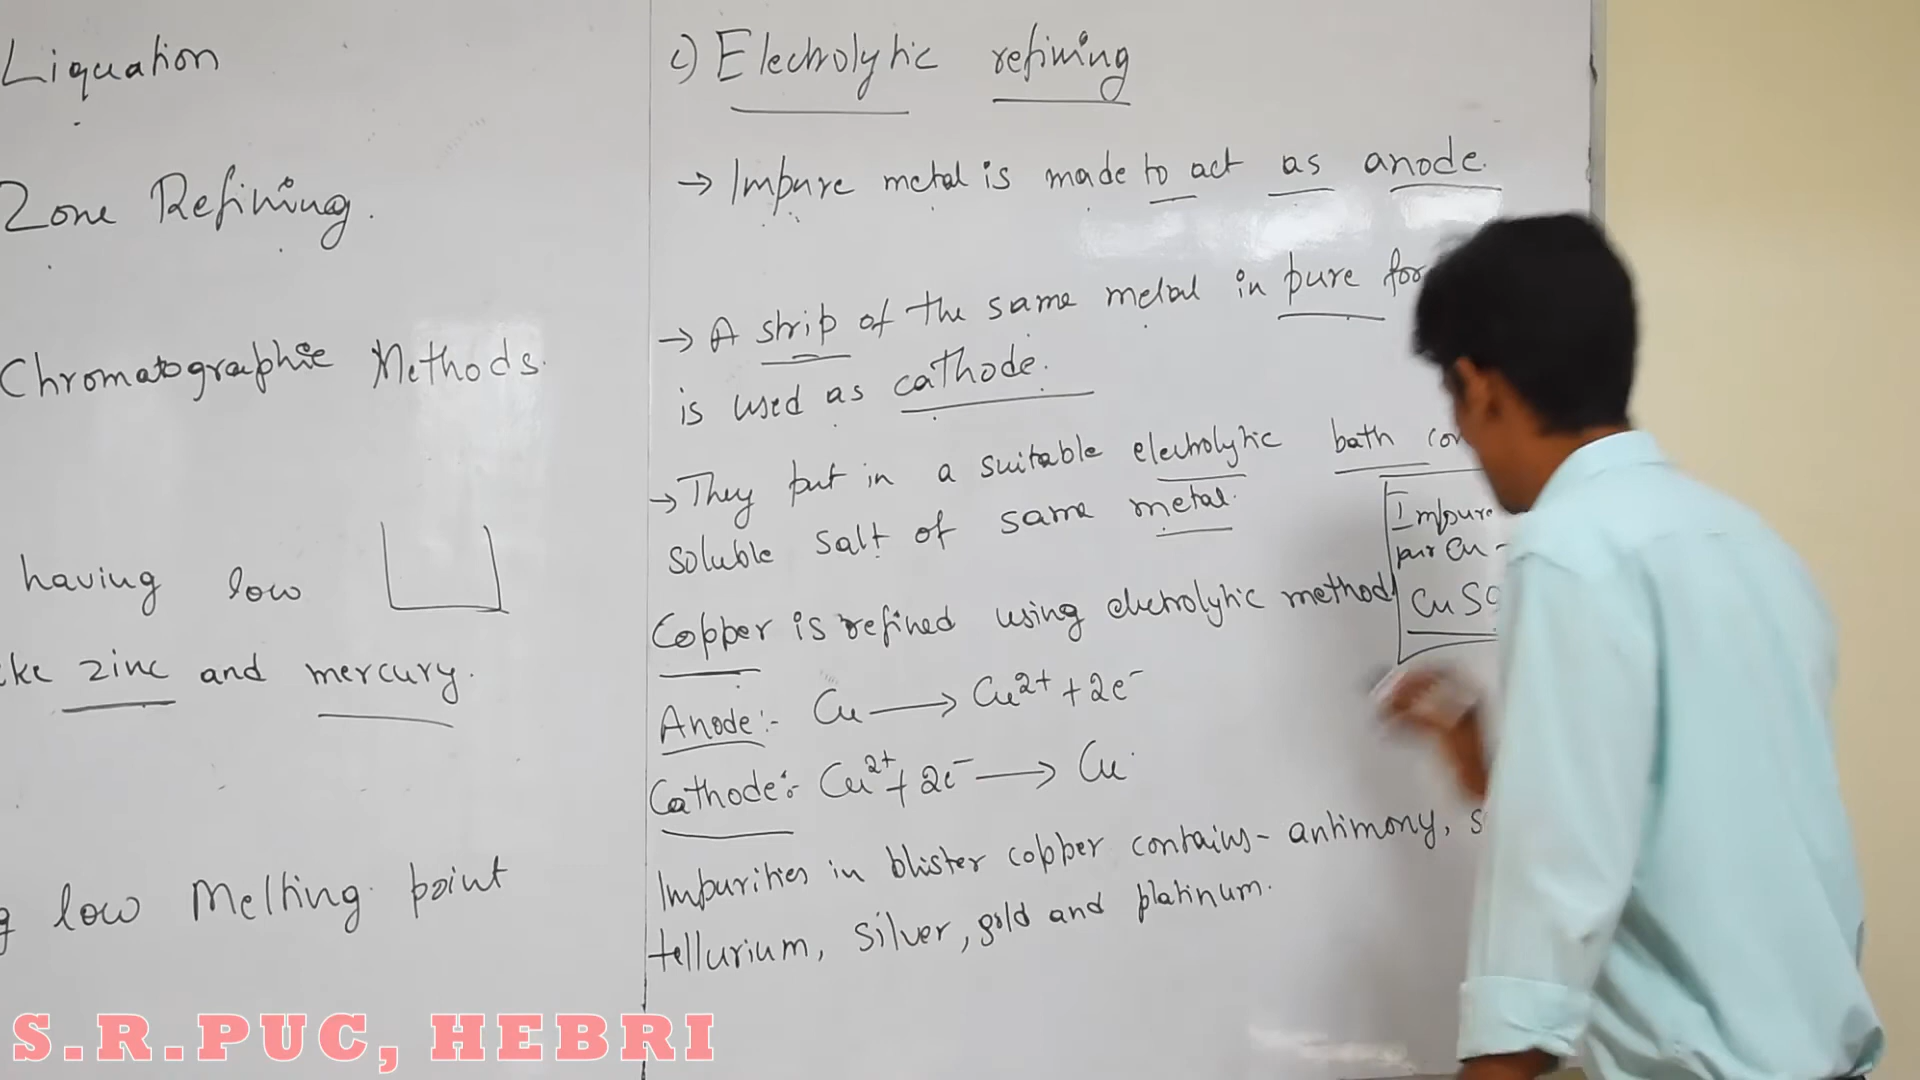 Liquation
Zone Refining.
Chromatographic Methods.
having low
zinc and mercury.
low Melting point
c) Electrolytic refining
→ Impure metal is made to act as anode.
→ A strip of the same metal in pure
is used as cathode.
→ They put in a suitable electrolytic bath
soluble salt of same metal.
Impure
Cu -
CuSO
Copper is refined using electrolytic method
Anode:- Cu → Cu²⁺ + 2e⁻
Cathode:- Cu²⁺ + 2e⁻ → Cu
Impurities in blister copper contains - antimony,
tellurium, silver, gold and platinum.
S.R.PUC, HEBRI